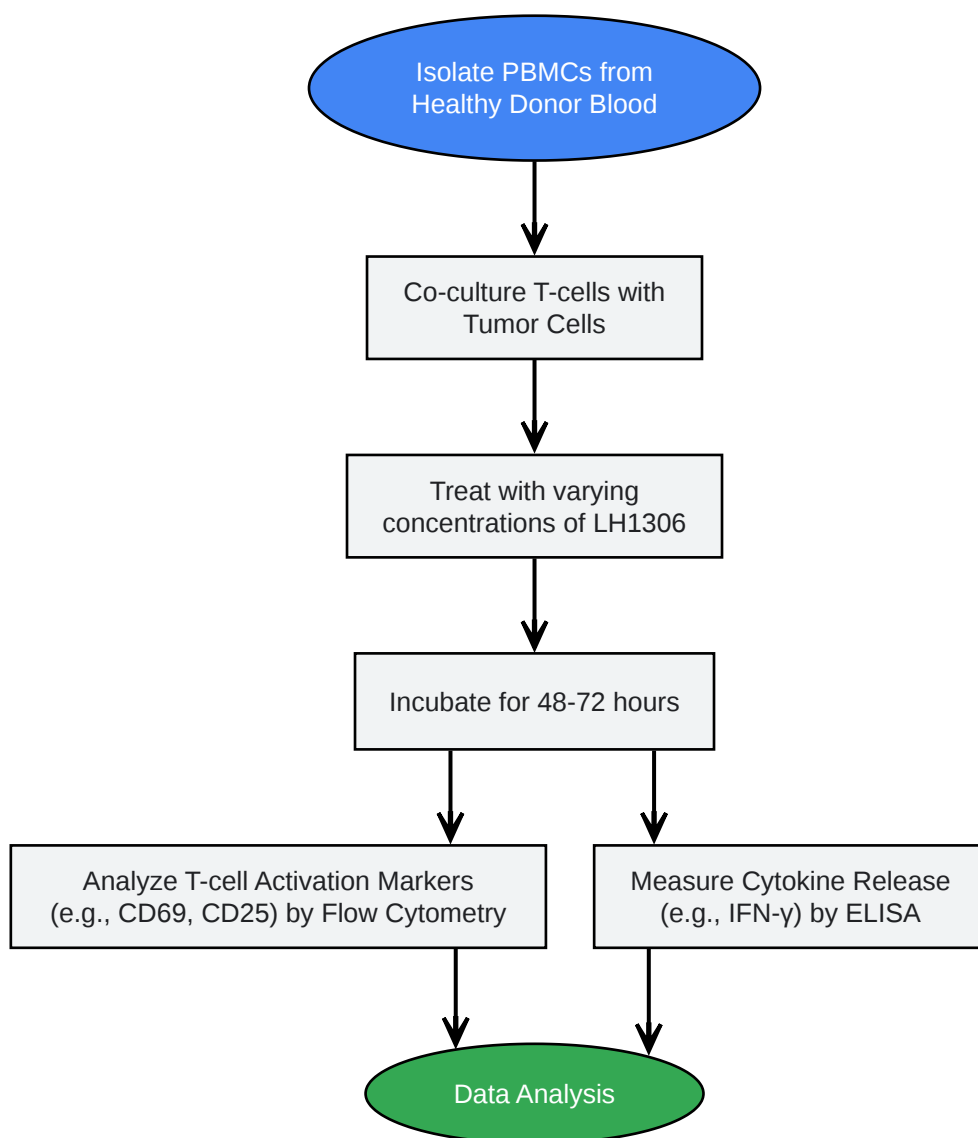 Isolate PBMCs from
Healthy Donor Blood
Co-culture T-cells with
Tumor Cells
Treat with varying
concentrations of LH1306
Incubate for 48-72 hours
Analyze T-cell Activation Markers
(e.g., CD69, CD25) by Flow Cytometry
Measure Cytokine Release
(e.g., IFN-γ) by ELISA
Data Analysis